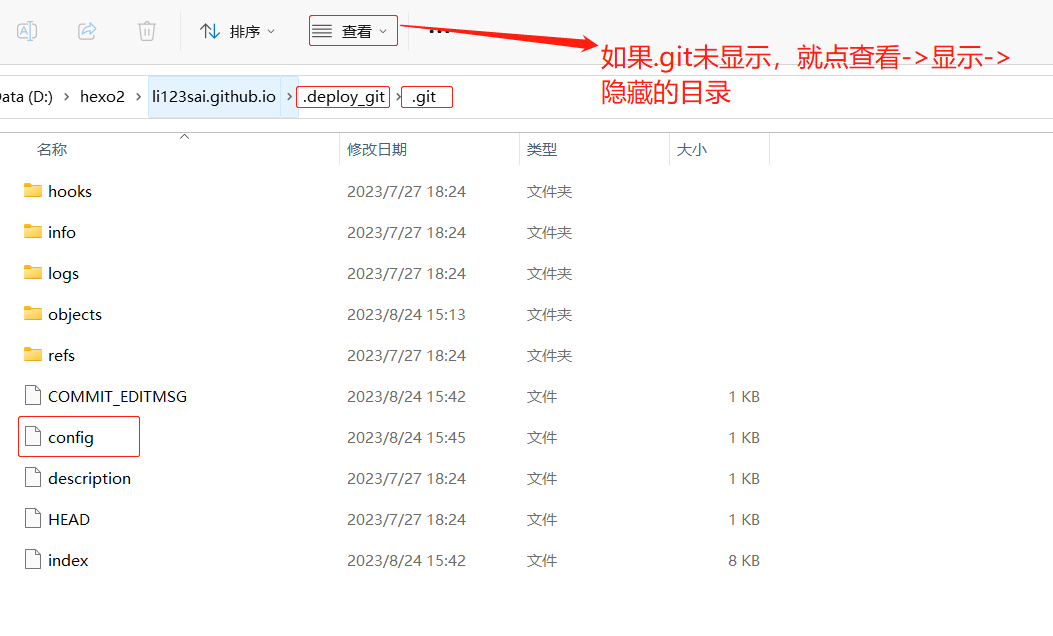 排序
查看
如果.git未显示，就点查看->显示->
隐藏的目录
ata (D:) > hexo2 > li123sai.github.io > .deploy_git > .git
名称 修改日期 类型 大小
hooks 2023/7/27 18:24 文件夹
info 2023/7/27 18:24 文件夹
logs 2023/7/27 18:24 文件夹
objects 2023/8/24 15:13 文件夹
refs 2023/7/27 18:24 文件夹
COMMIT_EDITMSG 2023/8/24 15:42 文件 1 KB
config 2023/8/24 15:45 文件 1 KB
description 2023/7/27 18:24 文件 1 KB
HEAD 2023/7/27 18:24 文件 1 KB
index 2023/8/24 15:42 文件 8 KB